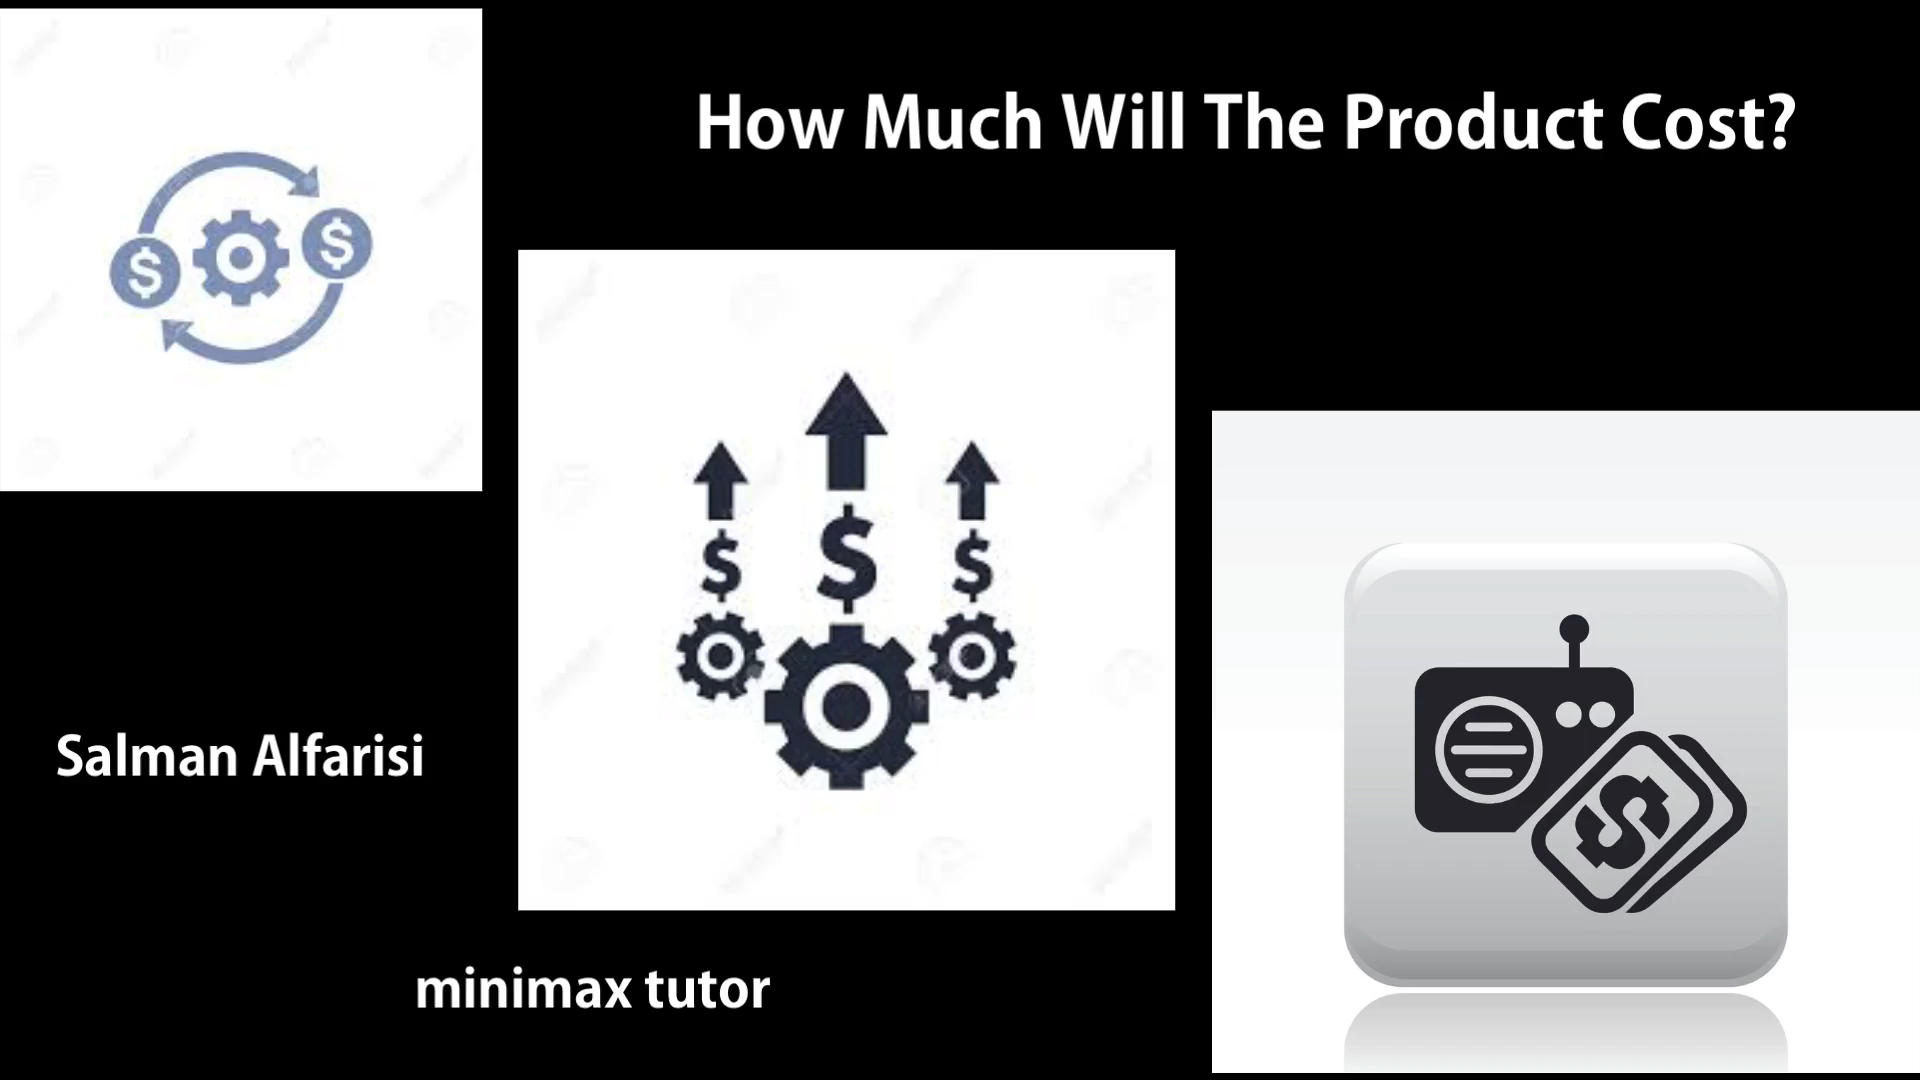 How Much Will The Product Cost?
$ $
$ $ $
$
Salman Alfarisi
minimax tutor